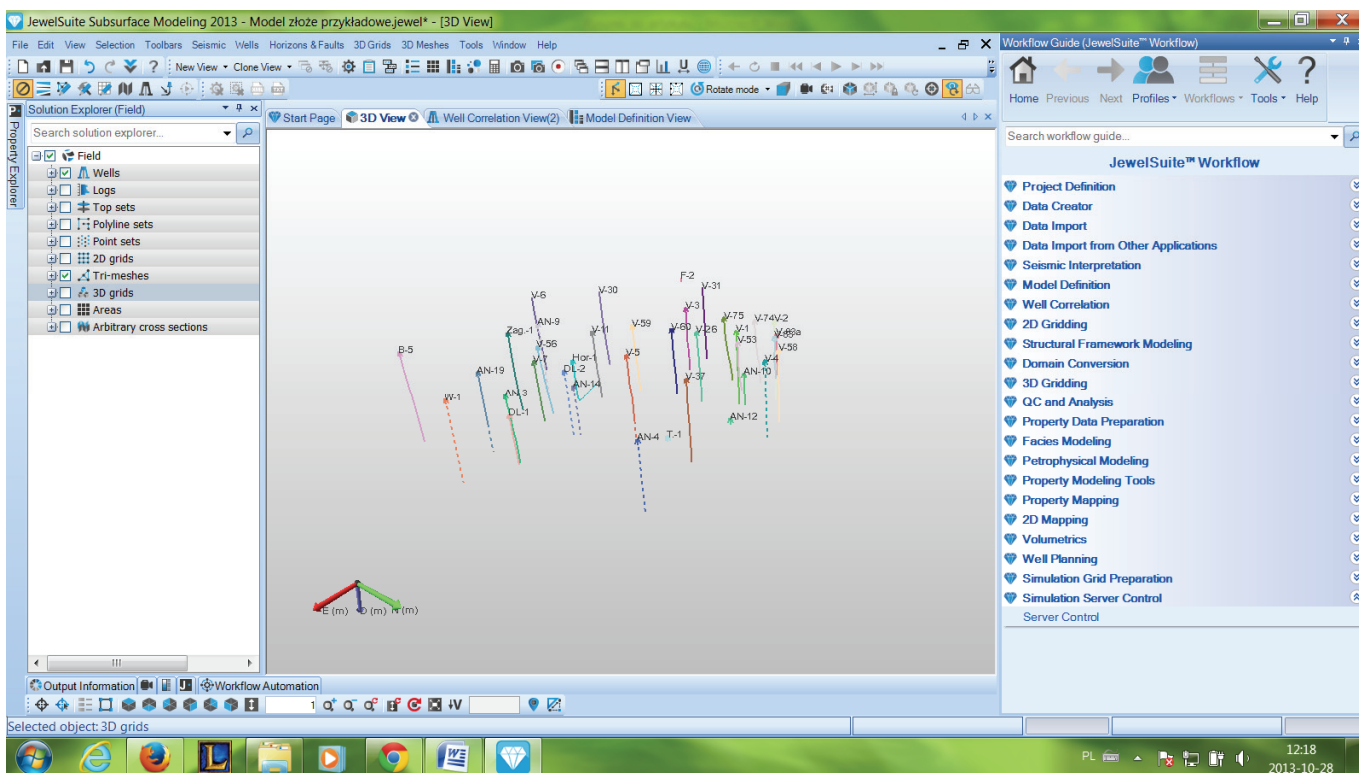 JewelSuite Subsurface Modeling 2013 - Model złoże przykładowe.jewel* - [3D View]
File Edit View Selection Toolbars Seismic Wells Horizons & Faults 3D Grids 3D Meshes Tools Window Help
New View Clone View
Rotate mode
Property Explorer
Solution Explorer (Field)
Search solution explorer...
Field
Wells
Logs
Top sets
Polyline sets
Point sets
2D grids
Tri-meshes
3D grids
Areas
Arbitrary cross sections
Start Page 3D View Well Correlation View(2) Model Definition View
F-2
V-31
V-30
V-6
V-3
AN-9
Zag.-1
V-11
V-59
V-60
V-26
V-75
V-74
V-2
V-1
V-53
V-58
V-56
B-5
V-7
Hor-1
V-5
V-4
AN-19
DL-2
AN-14
V-37
AN-10
W-1
AN-3
DL-1
AN-12
AN-4
T-1
E (m) D (m) N (m)
Output Information Workflow Automation
1
Selected object: 3D grids
Workflow Guide (JewelSuite™ Workflow)
Home Previous Next Profiles Workflows Tools Help
Search workflow guide...
JewelSuite™ Workflow
Project Definition
Data Creator
Data Import
Data Import from Other Applications
Seismic Interpretation
Model Definition
Well Correlation
2D Gridding
Structural Framework Modeling
Domain Conversion
3D Gridding
QC and Analysis
Property Data Preparation
Facies Modeling
Petrophysical Modeling
Property Modeling Tools
Property Mapping
2D Mapping
Volumetrics
Well Planning
Simulation Grid Preparation
Simulation Server Control
Server Control
PL
12:18
2013-10-28